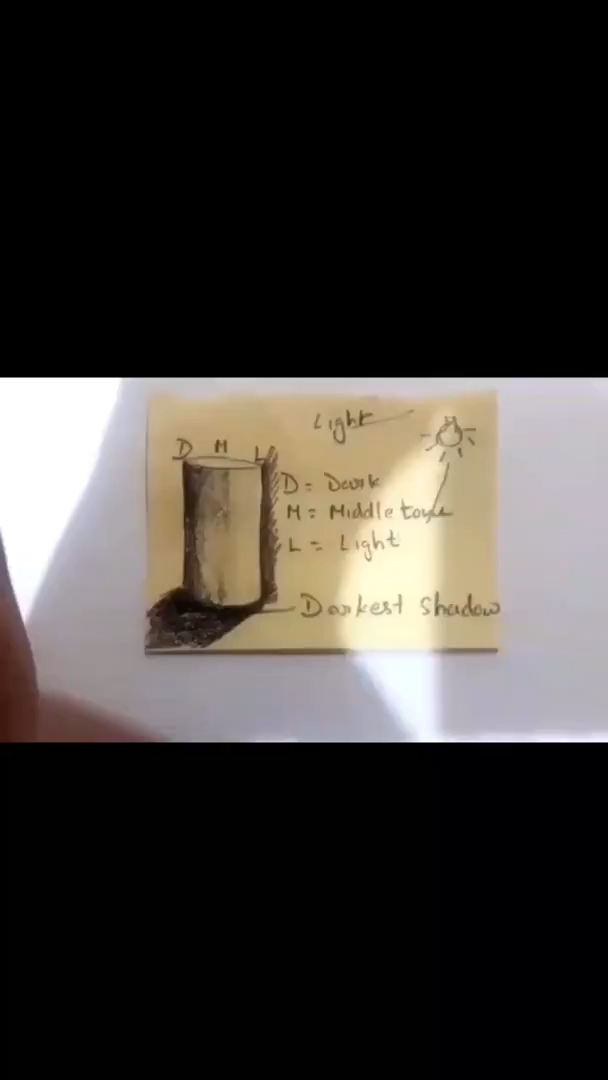 Light
D M L
D = Dark
M = Middle tone
L = Light
Darkest shadow